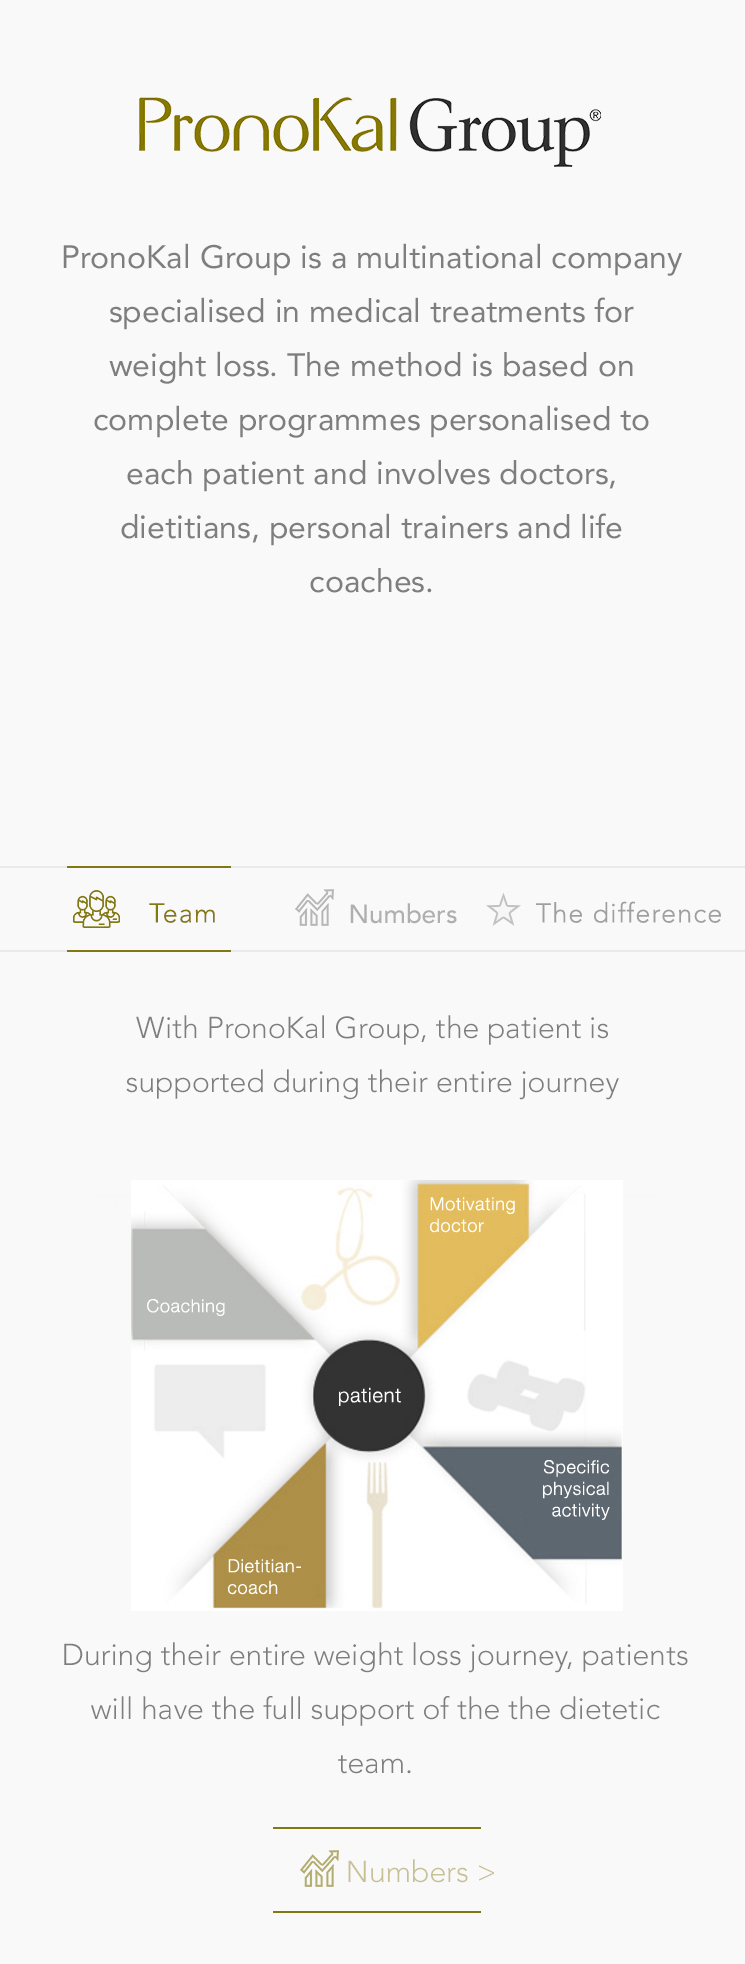 PronoKal Group®
PronoKal Group is a multinational company
specialised in medical treatments for
weight loss. The method is based on
complete programmes personalised to
each patient and involves doctors,
dietitians, personal trainers and life
coaches.
Team
Numbers
The difference
With PronoKal Group, the patient is
supported during their entire journey
Motivating
doctor
Coaching
patient
Specific
physical
activity
Dietitian-
coach
During their entire weight loss journey, patients
will have the full support of the the dietetic
team.
Numbers >